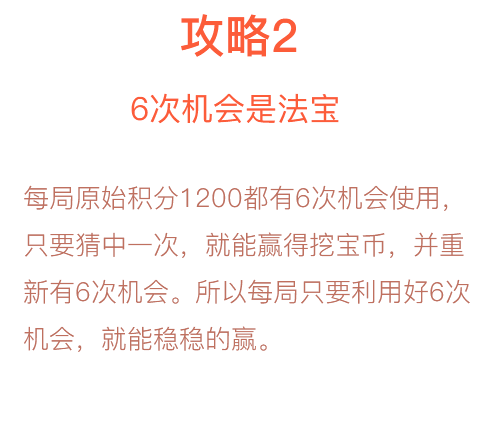 攻略2
6次机会是法宝
每局原始积分1200都有6次机会使用，
只要猜中一次，就能赢得挖宝币，并重
新有6次机会。所以每局只要利用好6次
机会，就能稳稳的赢。